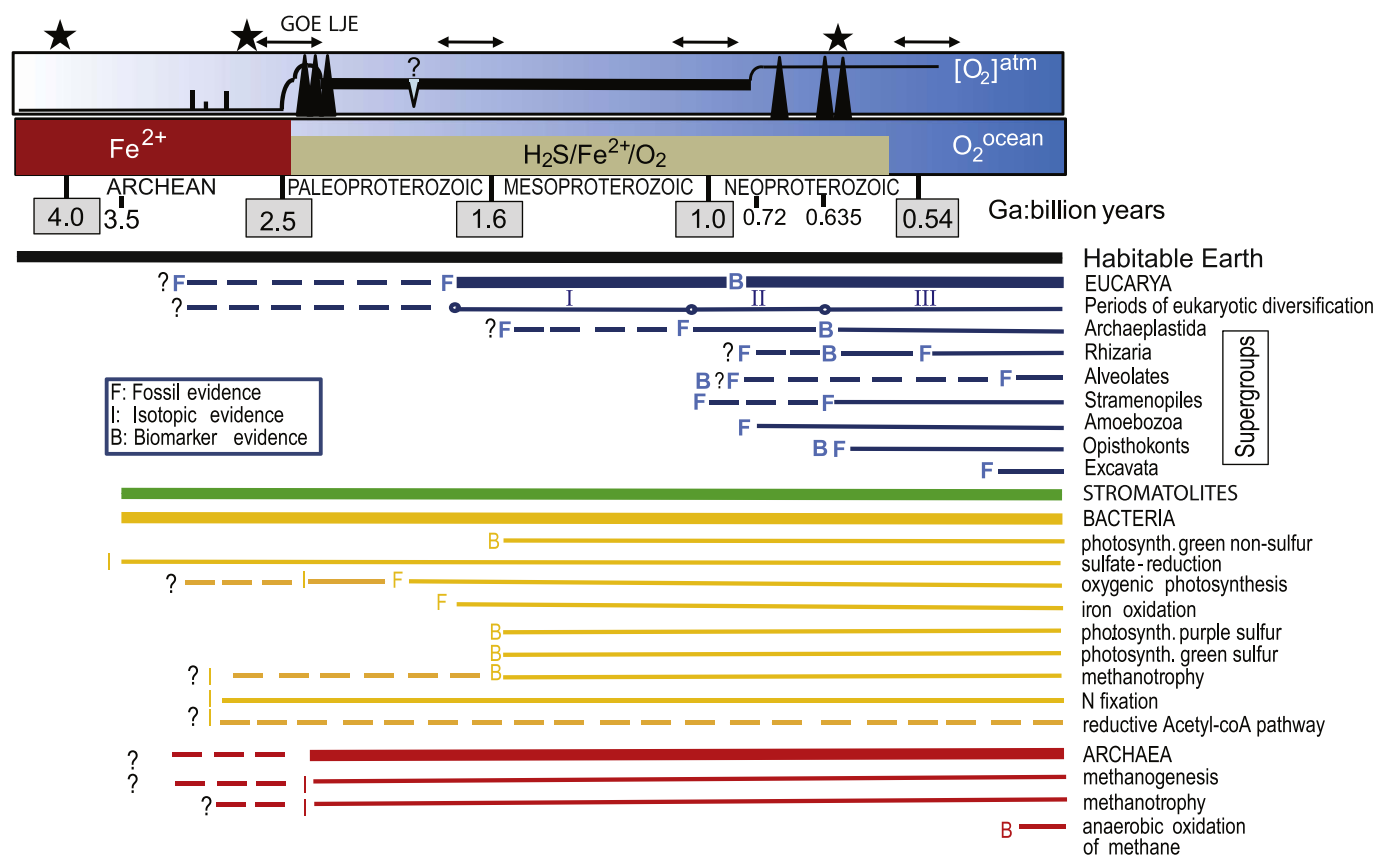 GOE LJE
?
[O₂]ᵃᵗᵐ
Fe²⁺
H₂S/Fe²⁺/O₂
O₂ᵒᶜᵉᵃⁿ
ARCHEAN
PALEOPROTEROZOIC
MESOPROTEROZOIC
NEOPROTEROZOIC
4.0
3.5
2.5
1.6
1.0
0.72
0.635
0.54
Ga:billion years
Habitable Earth
? F F B EUCARYA
? I II III Periods of eukaryotic diversification
? F F B Archaeplastida
? F B F Rhizaria
B ? F F Alveolates
F F Stramenopiles
F Amoebozoa
B F Opisthokonts
F Excavata
Supergroups
F: Fossil evidence
I: Isotopic evidence
B: Biomarker evidence
STROMATOLITES
BACTERIA
B photosynth. green non-sulfur
I sulfate-reduction
? I F oxygenic photosynthesis
F iron oxidation
B photosynth. purple sulfur
B photosynth. green sulfur
? I B methanotrophy
I N fixation
? I reductive Acetyl-coA pathway
? ARCHAEA
? I methanogenesis
? I methanotrophy
B anaerobic oxidation
of methane